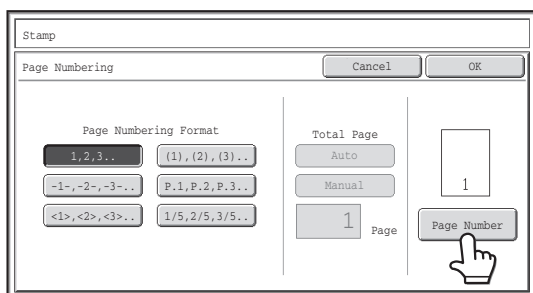 Stamp
Page Numbering
Cancel
OK
Page Numbering Format
1,2,3..
(1),(2),(3)..
-1-,-2-,-3-..
P.1,P.2,P.3..
<1>,<2>,<3>..
1/5,2/5,3/5..
Total Page
Auto
Manual
1 Page
1
Page Number